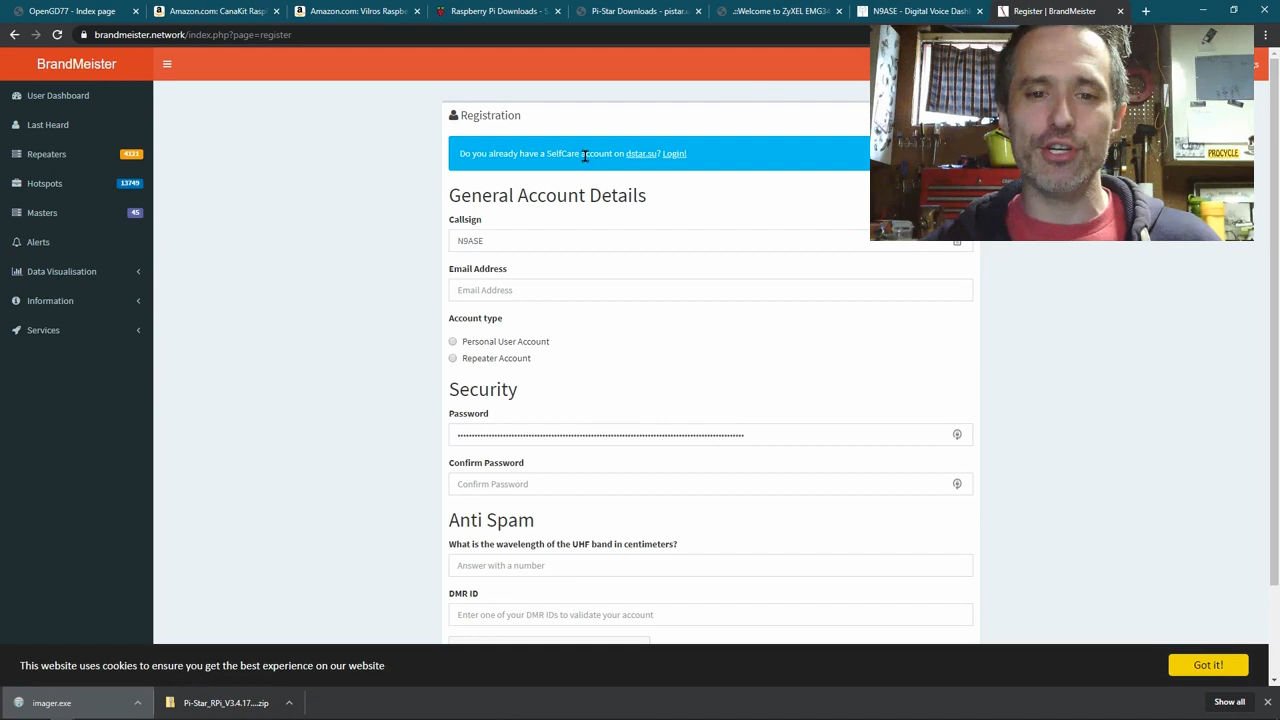 OpenGD77 - Index page
Amazon.com: CanaKit Rasp
Amazon.com: Vilros Raspb
Raspberry Pi Downloads - S
Pi-Star Downloads - pistar.
.::Welcome to ZyXEL EMG34
N9ASE - Digital Voice Dash
Register | BrandMeister
brandmeister.network/index.php?page=register
BrandMeister
User Dashboard
Last Heard
Repeaters 4121
Hotspots 13749
Masters 45
Alerts
Data Visualisation
Information
Services
Registration
Do you already have a SelfCare account on dstar.su? Login!
General Account Details
Callsign
N9ASE
Email Address
Email Address
Account type
Personal User Account
Repeater Account
Security
Password
Confirm Password
Confirm Password
Anti Spam
What is the wavelength of the UHF band in centimeters?
Answer with a number
DMR ID
Enter one of your DMR IDs to validate your account
PROCYCLE
This website uses cookies to ensure you get the best experience on our website
Got it!
imager.exe
Pi-Star_RPi_V3.4.17....zip
Show all